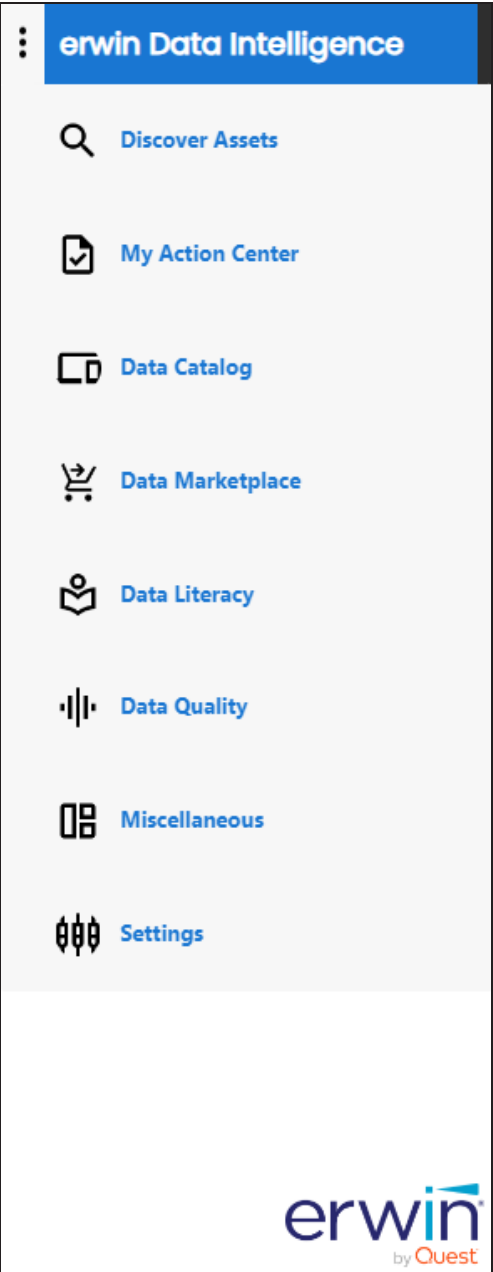 erwin Data Intelligence
Discover Assets
My Action Center
Data Catalog
Data Marketplace
Data Literacy
Data Quality
Miscellaneous
Settings
erwin
by Quest